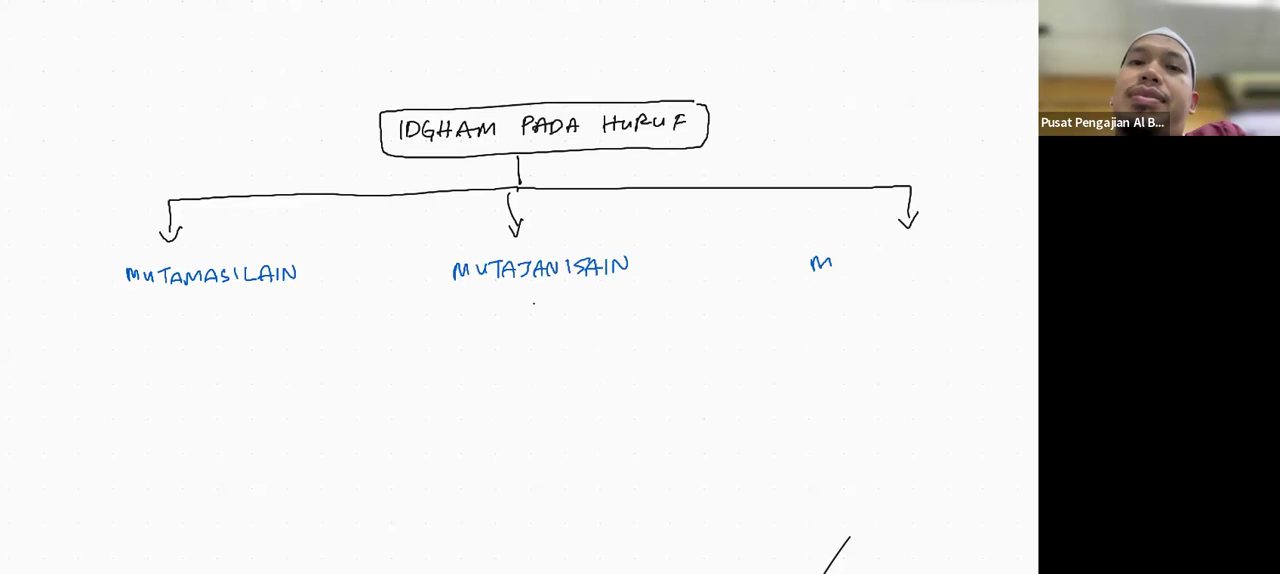 IDGHAM PADA HURUF
MUTAMASILAIN
MUTAJANISAIN
M
Pusat Pengajian Al B...